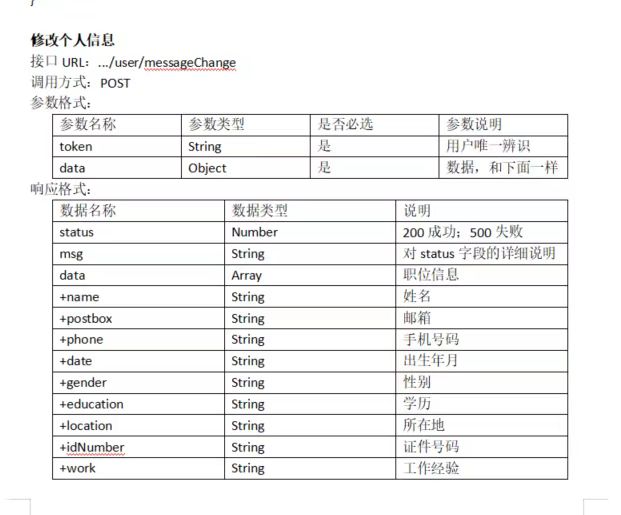 }
修改个人信息
接口 URL：.../user/messageChange
调用方式：POST
参数格式：
参数名称 参数类型 是否必选 参数说明
token String 是 用户唯一辨识
data Object 是 数据，和下面一样
响应格式：
数据名称 数据类型 说明
status Number 200 成功；500 失败
msg String 对 status 字段的详细说明
data Array 职位信息
+name String 姓名
+postbox String 邮箱
+phone String 手机号码
+date String 出生年月
+gender String 性别
+education String 学历
+location String 所在地
+idNumber String 证件号码
+work String 工作经验